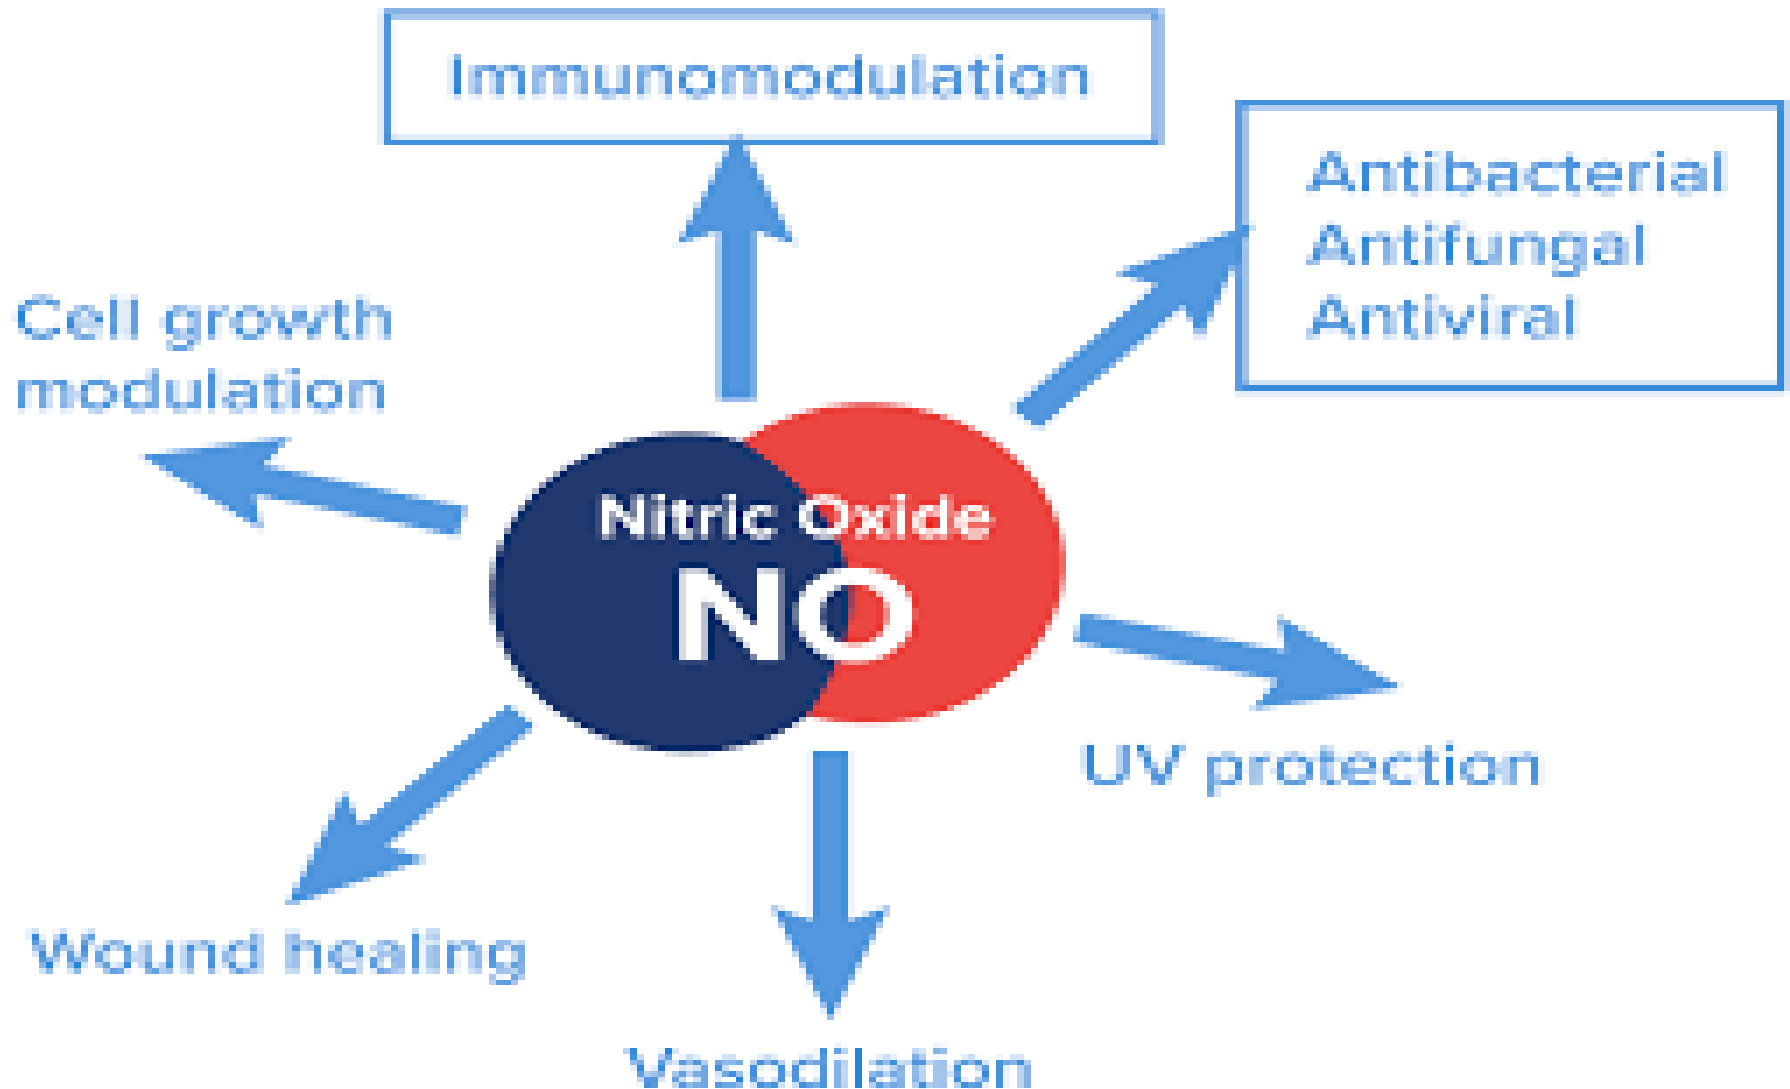 Immunomodulation
Antibacterial
Antifungal
Antiviral
Cell growth
modulation
Nitric Oxide
NO
UV protection
Wound healing
Vasodilation